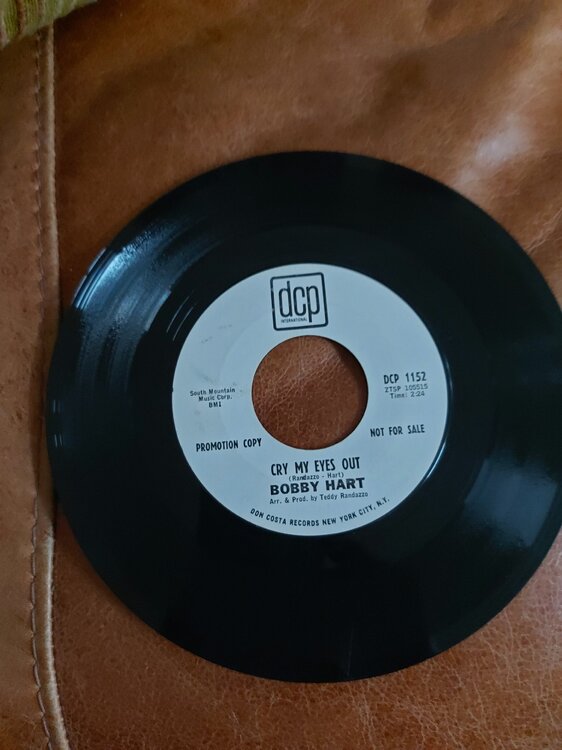 dcp
INTERNATIONAL
South Mountain
Music Corp.
BMI
DCP 1152
ZTSP 105515
Time: 2:24
PROMOTION COPY
NOT FOR SALE
CRY MY EYES OUT
(Randazzo - Hart)
BOBBY HART
Arr. & Prod. by Teddy Randazzo
DON COSTA RECORDS NEW YORK CITY, N.Y.